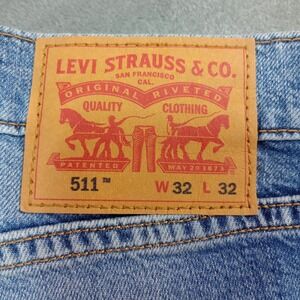 LEVI STRAUSS & CO.
SAN FRANCISCO
CAL.
ORIGINAL RIVETED
QUALITY CLOTHING
PATENTED MAY 20 1873
511™ W 32 L 32